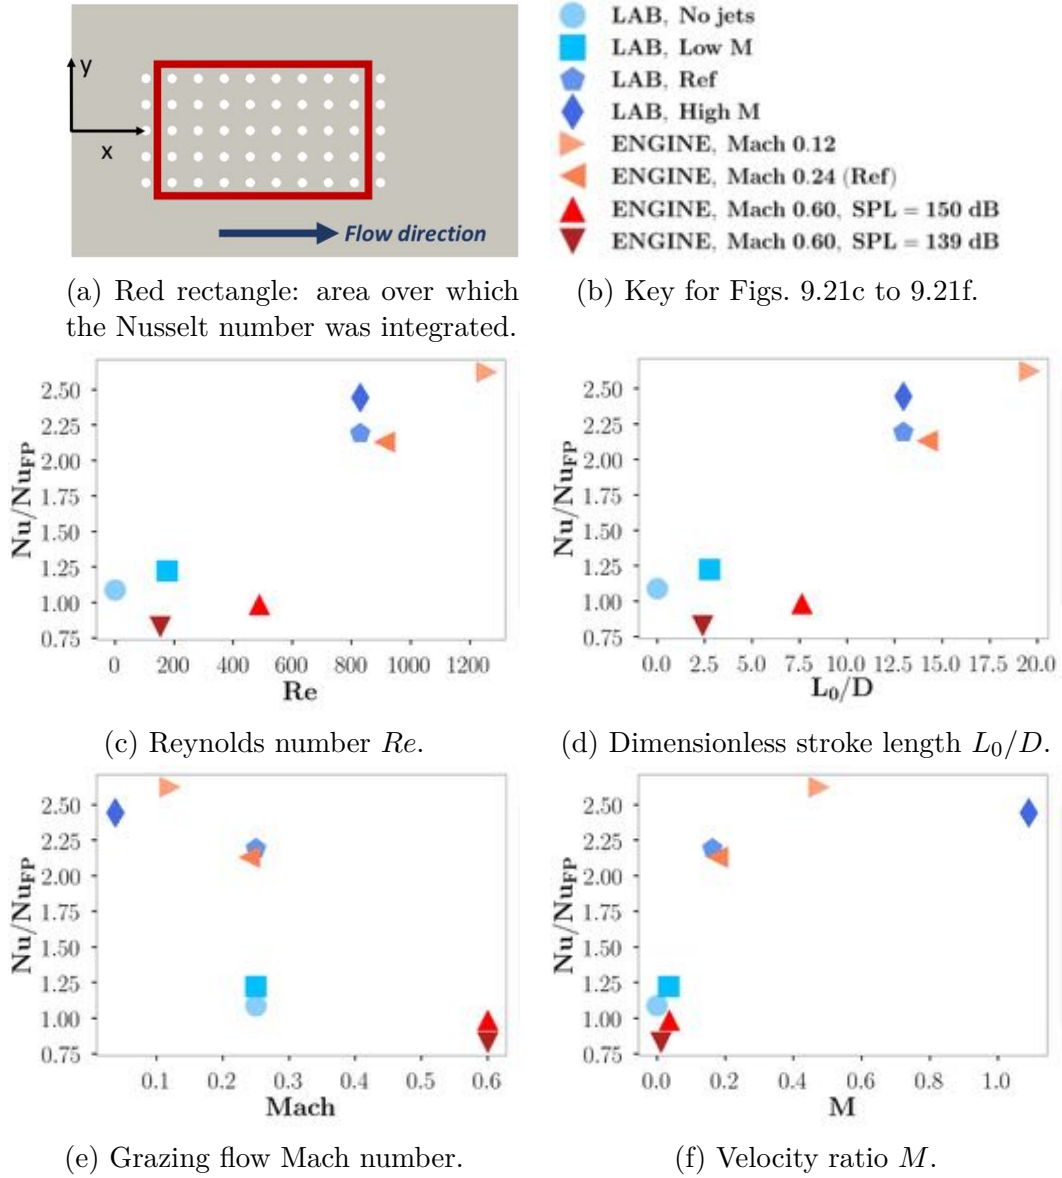 y
x
Flow direction
LAB, No jets
LAB, Low M
LAB, Ref
LAB, High M
ENGINE, Mach 0.12
ENGINE, Mach 0.24 (Ref)
ENGINE, Mach 0.60, SPL = 150 dB
ENGINE, Mach 0.60, SPL = 139 dB
(a) Red rectangle: area over which
the Nusselt number was integrated.
(b) Key for Figs. 9.21c to 9.21f.
Nu/Nu_FP
2.50
2.25
2.00
1.75
1.50
1.25
1.00
0.75
0 200 400 600 800 1000 1200
Re
(c) Reynolds number Re.
Nu/Nu_FP
2.50
2.25
2.00
1.75
1.50
1.25
1.00
0.75
0.0 2.5 5.0 7.5 10.0 12.5 15.0 17.5 20.0
L₀/D
(d) Dimensionless stroke length L₀/D.
Nu/Nu_FP
2.50
2.25
2.00
1.75
1.50
1.25
1.00
0.75
0.1 0.2 0.3 0.4 0.5 0.6
Mach
(e) Grazing flow Mach number.
Nu/Nu_FP
2.50
2.25
2.00
1.75
1.50
1.25
1.00
0.75
0.0 0.2 0.4 0.6 0.8 1.0
M
(f) Velocity ratio M.